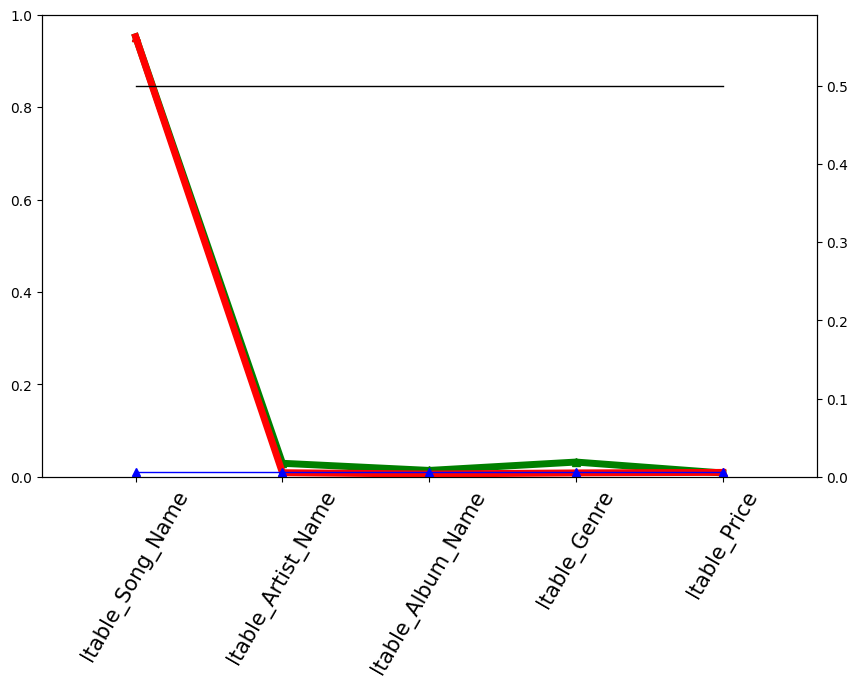 1.0
0.8
0.6
0.4
0.2
0.0
0.5
0.4
0.3
0.2
0.1
0.0
ltable_Song_Name
ltable_Artist_Name
ltable_Album_Name
ltable_Genre
ltable_Price